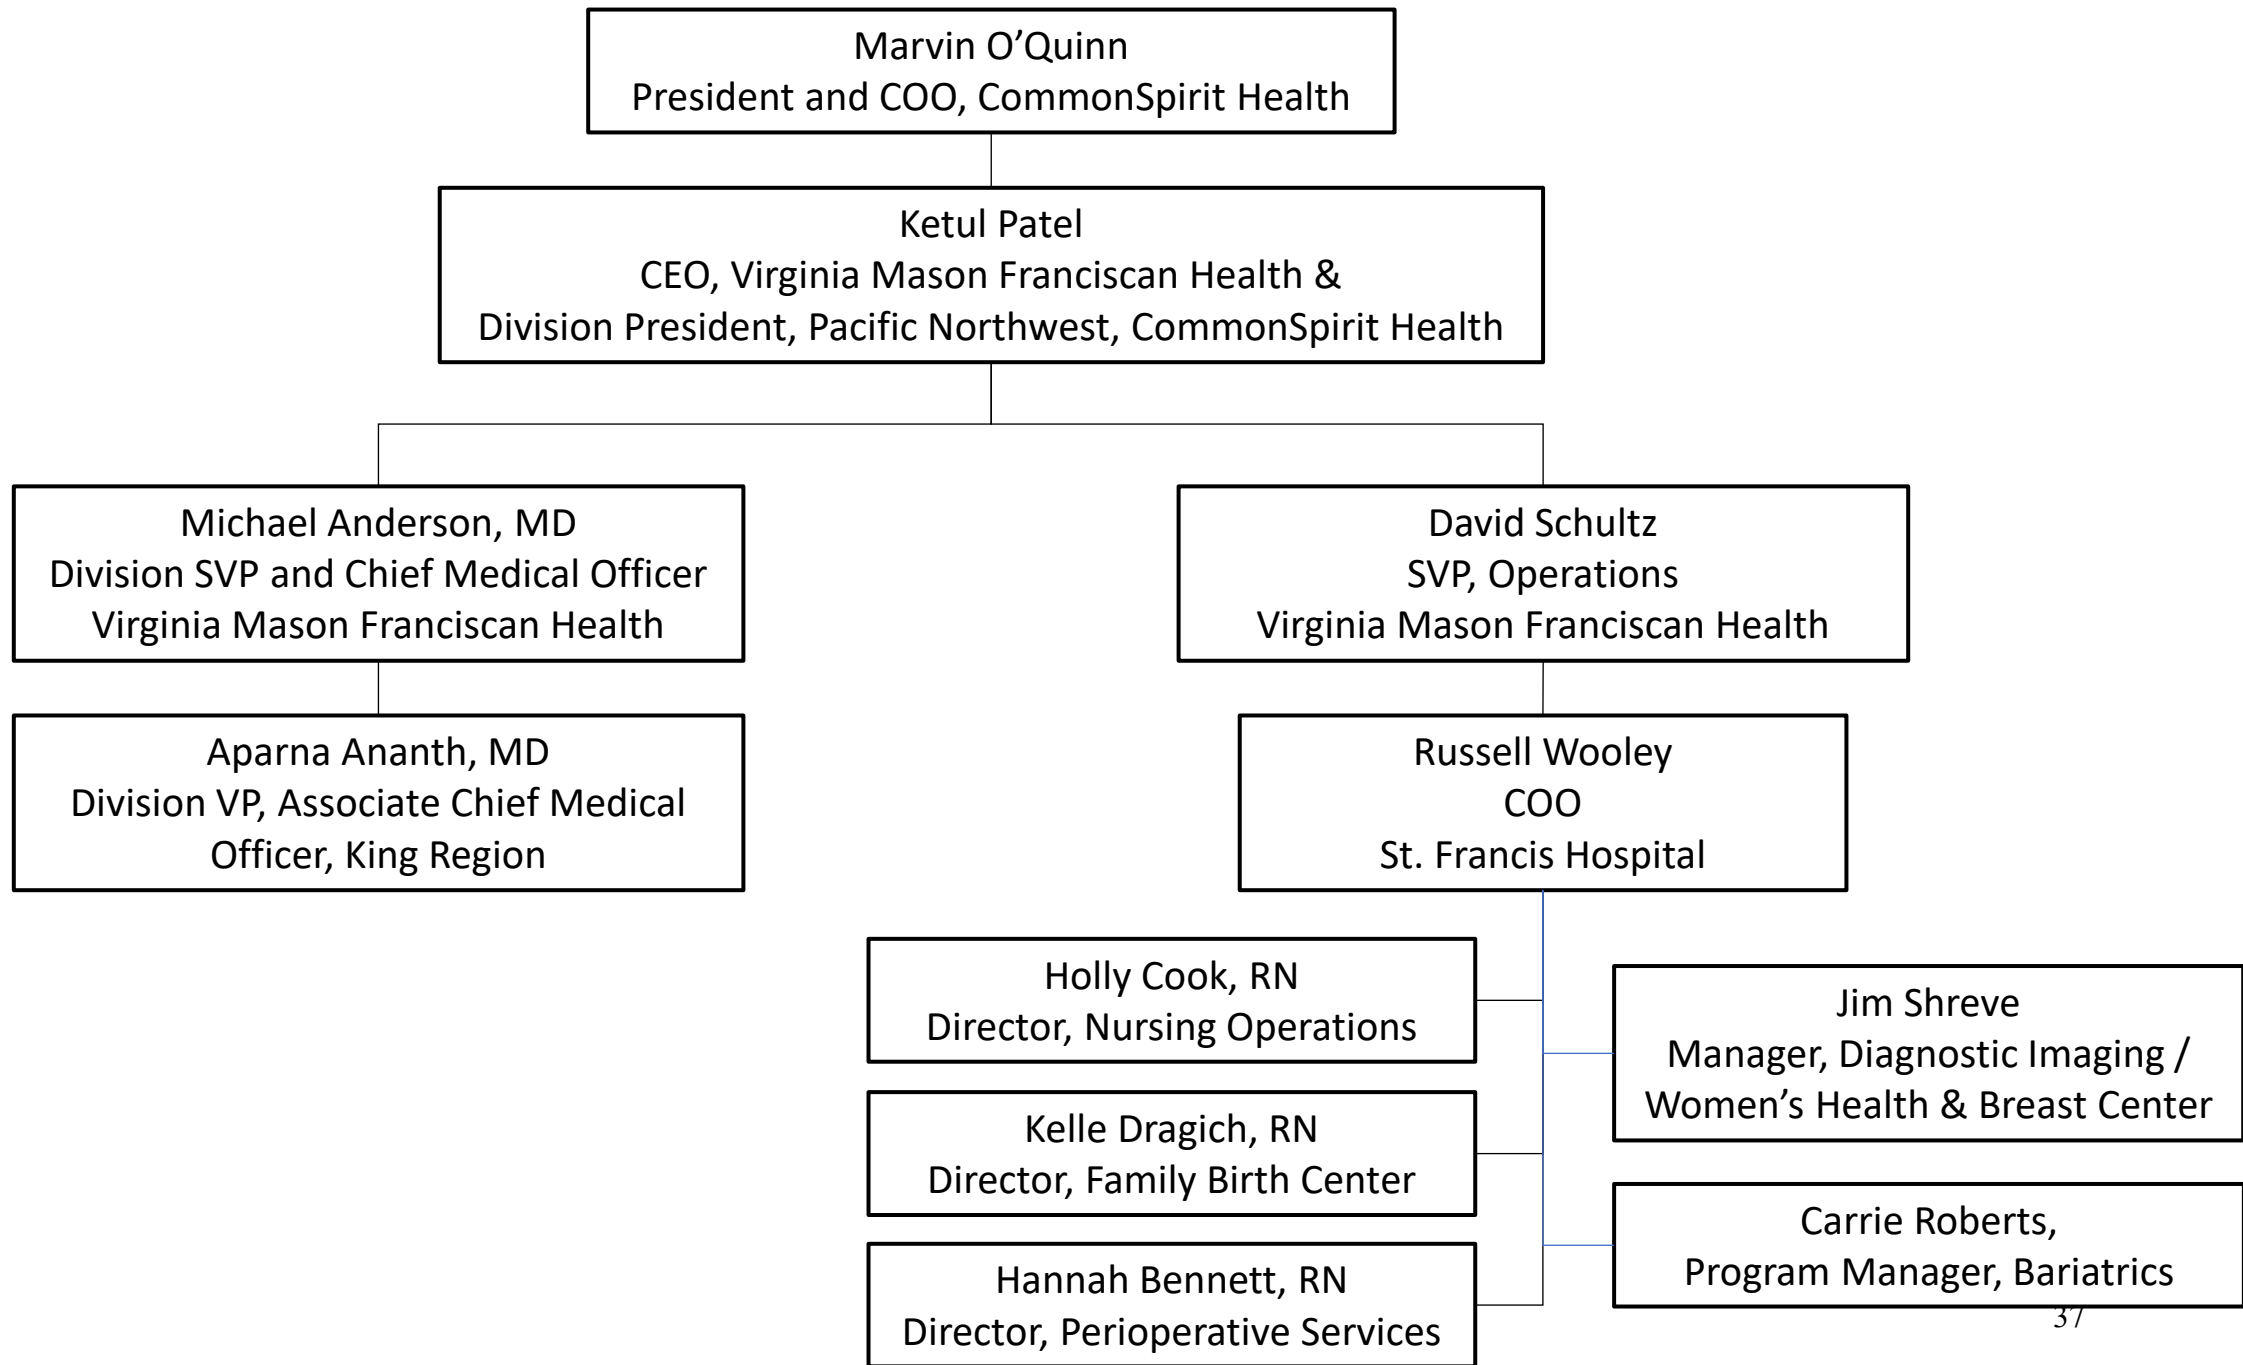 Marvin O’Quinn
President and COO, CommonSpirit Health
Ketul Patel
CEO, Virginia Mason Franciscan Health &
Division President, Pacific Northwest, CommonSpirit Health
Michael Anderson, MD
Division SVP and Chief Medical Officer
Virginia Mason Franciscan Health
David Schultz
SVP, Operations
Virginia Mason Franciscan Health
Aparna Ananth, MD
Division VP, Associate Chief Medical
Officer, King Region
Russell Wooley
COO
St. Francis Hospital
Holly Cook, RN
Director, Nursing Operations
Jim Shreve
Manager, Diagnostic Imaging /
Women’s Health & Breast Center
Kelle Dragich, RN
Director, Family Birth Center
Carrie Roberts,
Program Manager, Bariatrics
Hannah Bennett, RN
Director, Perioperative Services
37